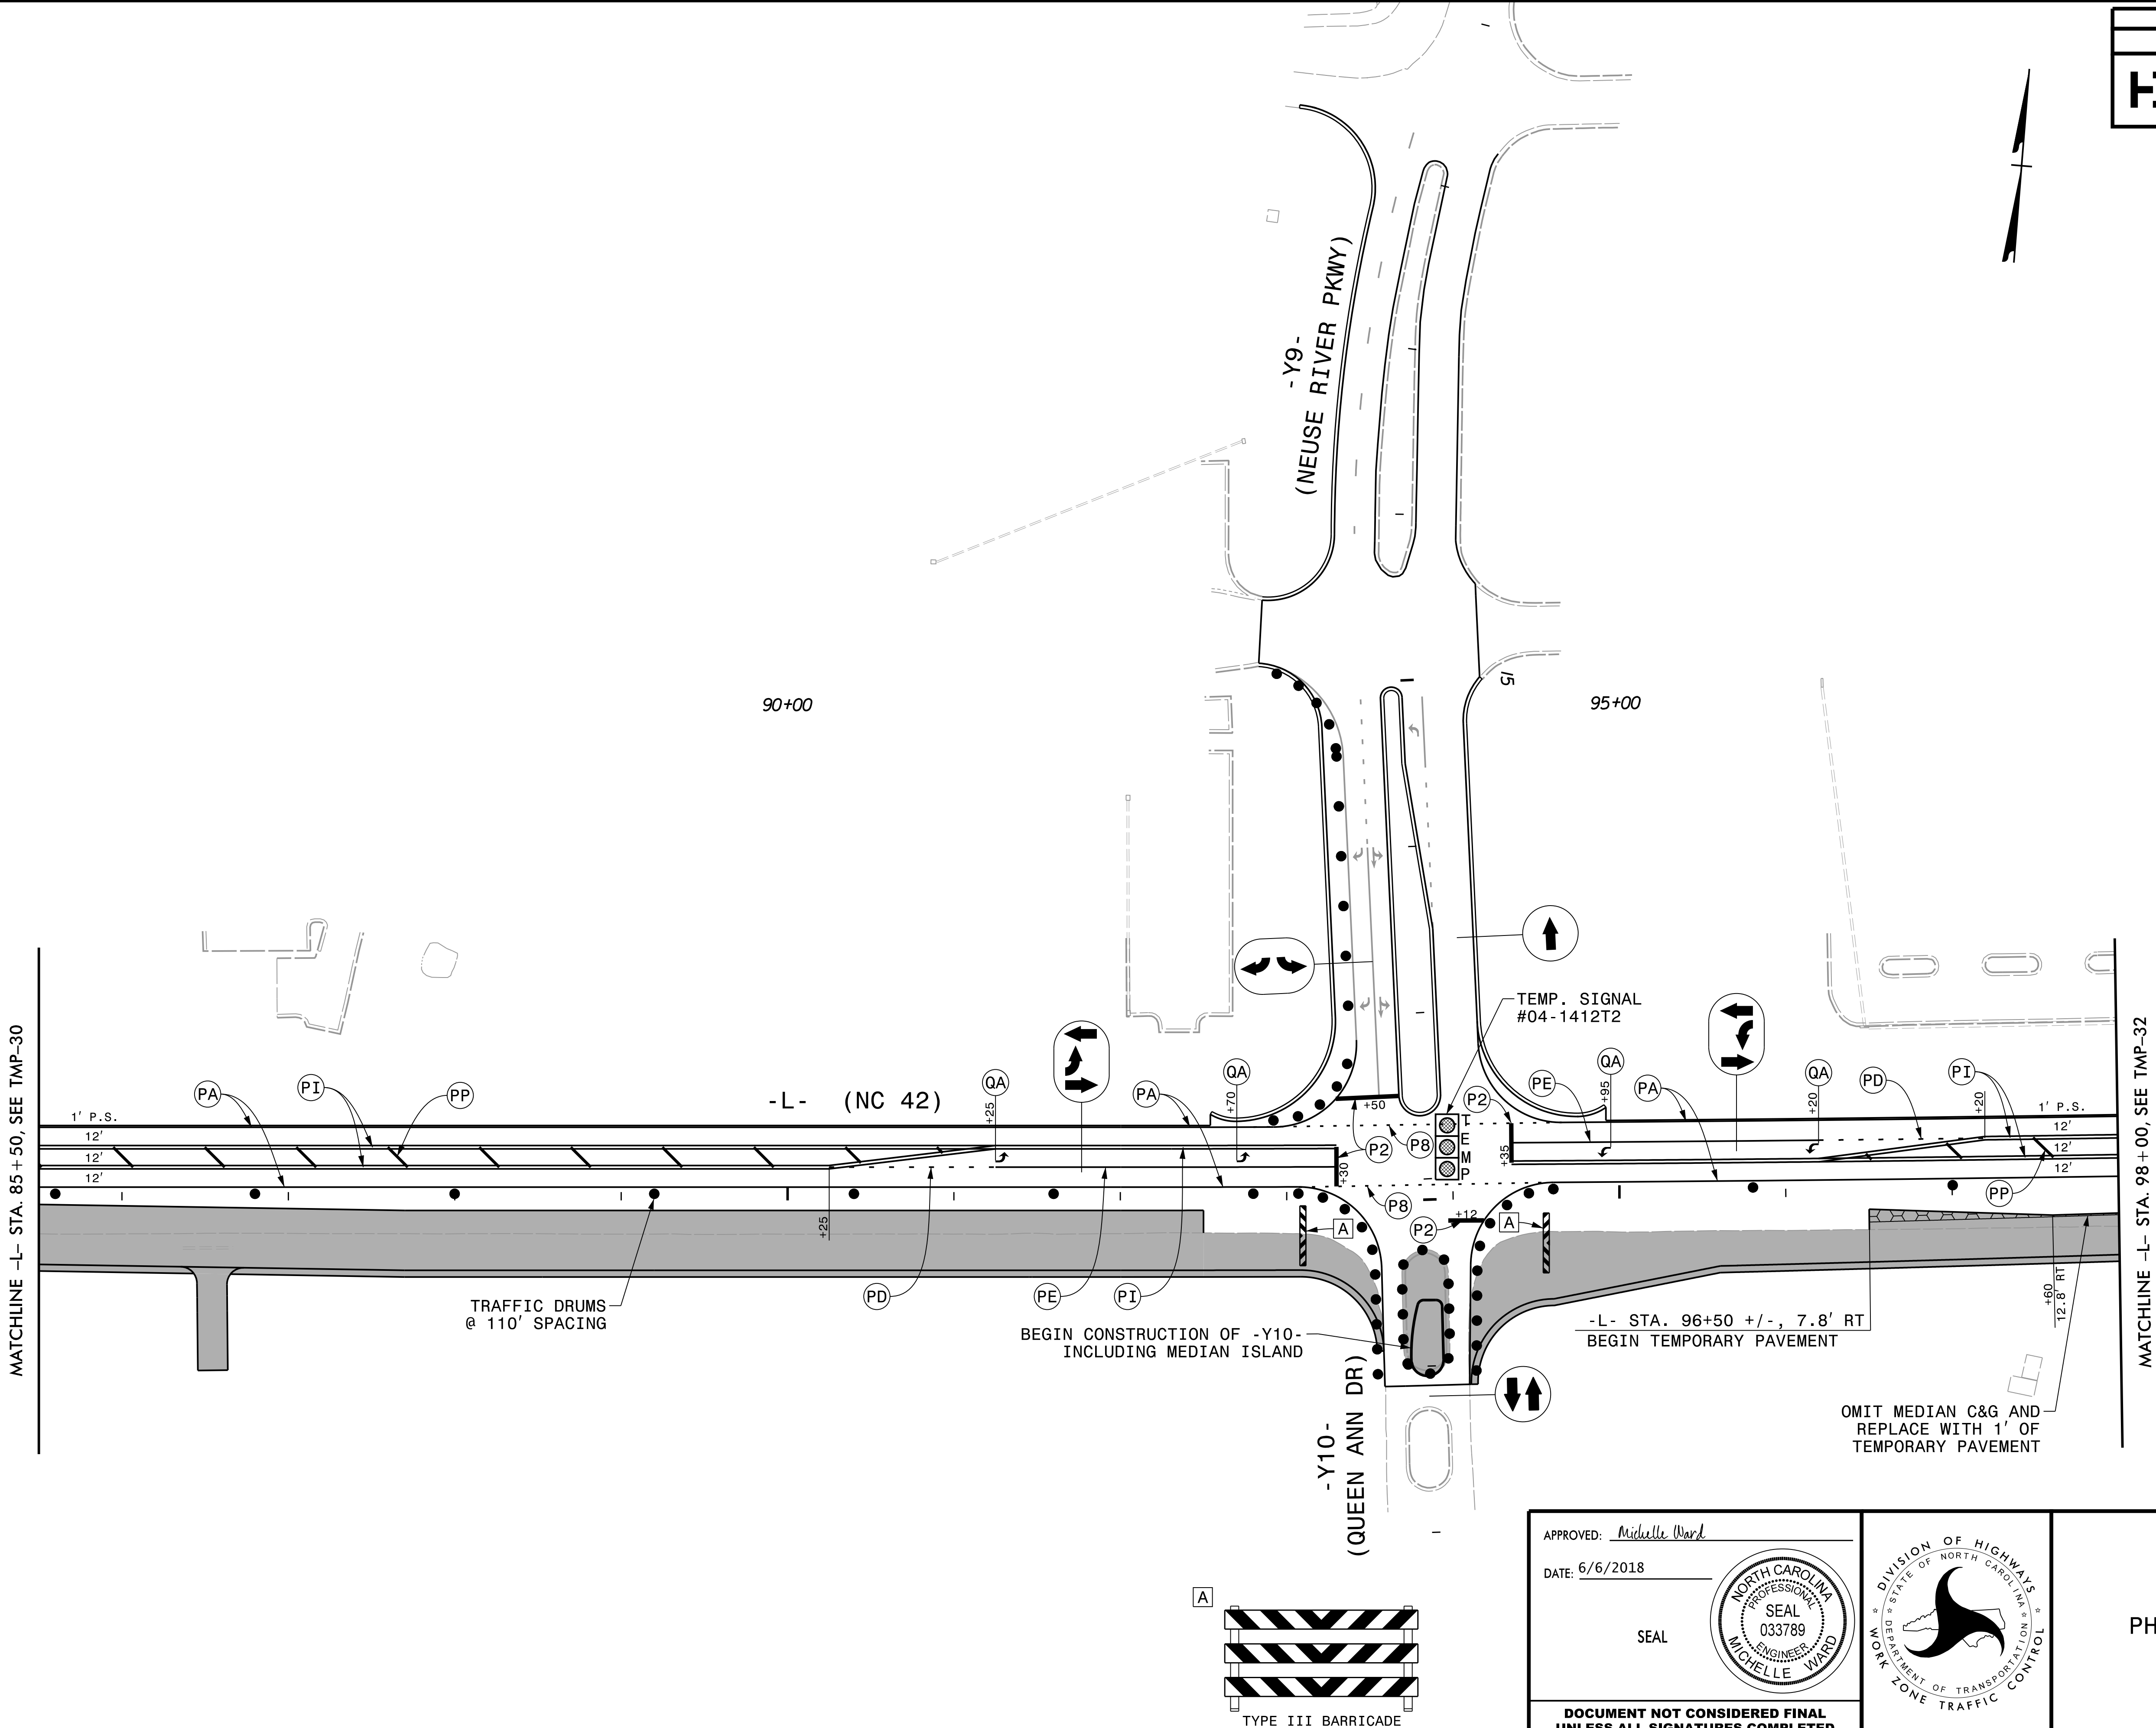 -Y9-
(NEUSE RIVER PKWY)
90+00
15
95+00
TEMP. SIGNAL
#04-1412T2
MATCHLINE -L- STA. 85+50, SEE TMP-30
MATCHLINE -L- STA. 98+00, SEE TMP-32
PA
PI
PP
QA
PA
QA
QA
PE
PA
QA
PD
PI
-L- (NC 42)
1' P.S.
12'
12'
12'
+25
+70
+50
P2
P2
P8
TEMP
+95
+20
+20
1' P.S.
12'
12'
12'
+35
+30
+25
P8
P2
+12
A
A
PP
PD
PE
PI
TRAFFIC DRUMS
@ 110' SPACING
BEGIN CONSTRUCTION OF -Y10-
INCLUDING MEDIAN ISLAND
-L- STA. 96+50 +/-, 7.8' RT
BEGIN TEMPORARY PAVEMENT
+60
12.8' RT
OMIT MEDIAN C&G AND
REPLACE WITH 1' OF
TEMPORARY PAVEMENT
-Y10-
(QUEEN ANN DR)
A
TYPE III BARRICADE
APPROVED: Michelle Ward
DATE: 6/6/2018
SEAL
NORTH CAROLINA
PROFESSIONAL
SEAL
033789
ENGINEER
MICHELLE WARD
DOCUMENT NOT CONSIDERED FINAL
UNLESS ALL SIGNATURES COMPLETED
DIVISION OF HIGHWAYS
STATE OF NORTH CAROLINA
DEPARTMENT OF TRANSPORTATION
WORK ZONE TRAFFIC CONTROL
PH